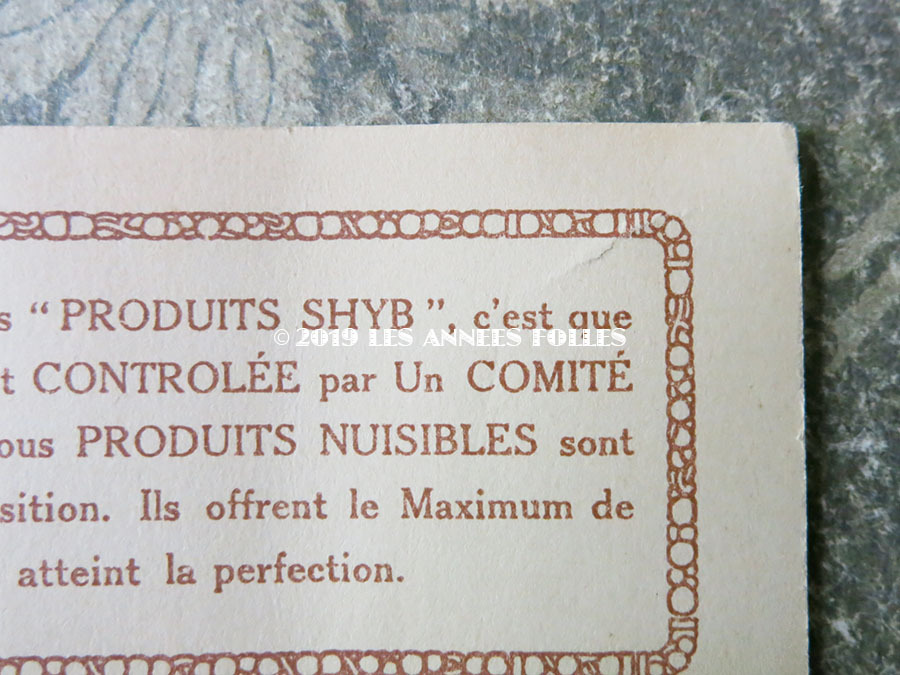 s "PRODUITS SHYB", c'est que
© 2019 LES ANNEES FOLLES
t CONTROLÉE par Un COMITÉ
ous PRODUITS NUISIBLES sont
sition. Ils offrent le Maximum de
atteint la perfection.